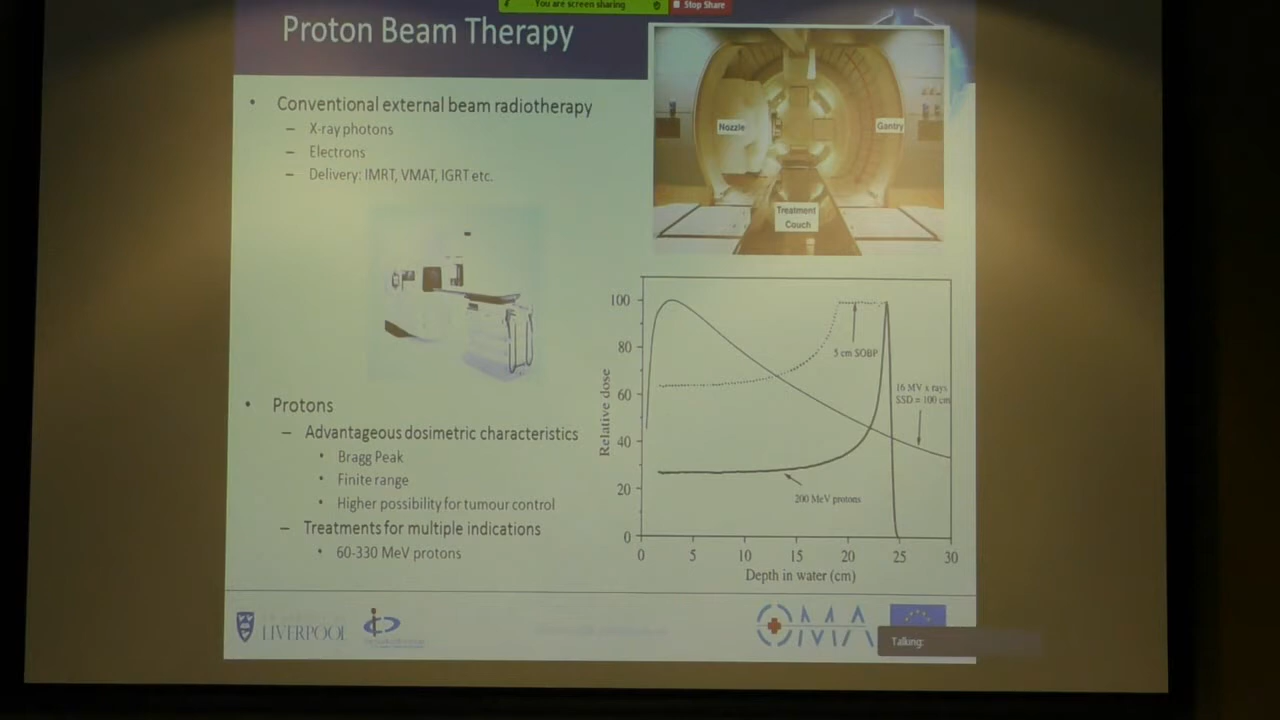 You are screen sharing
Stop Share
Proton Beam Therapy
• Conventional external beam radiotherapy
– X-ray photons
– Electrons
– Delivery: IMRT, VMAT, IGRT etc.
Nozzle
Gantry
Treatment
Couch
• Protons
– Advantageous dosimetric characteristics
• Bragg Peak
• Finite range
• Higher possibility for tumour control
– Treatments for multiple indications
• 60-330 MeV protons
Relative dose
100
80
60
40
20
0
5 cm SOBP
16 MV x rays
SSD = 100 cm
200 MeV protons
0 5 10 15 20 25 30
Depth in water (cm)
LIVERPOOL
OMA
Talking: